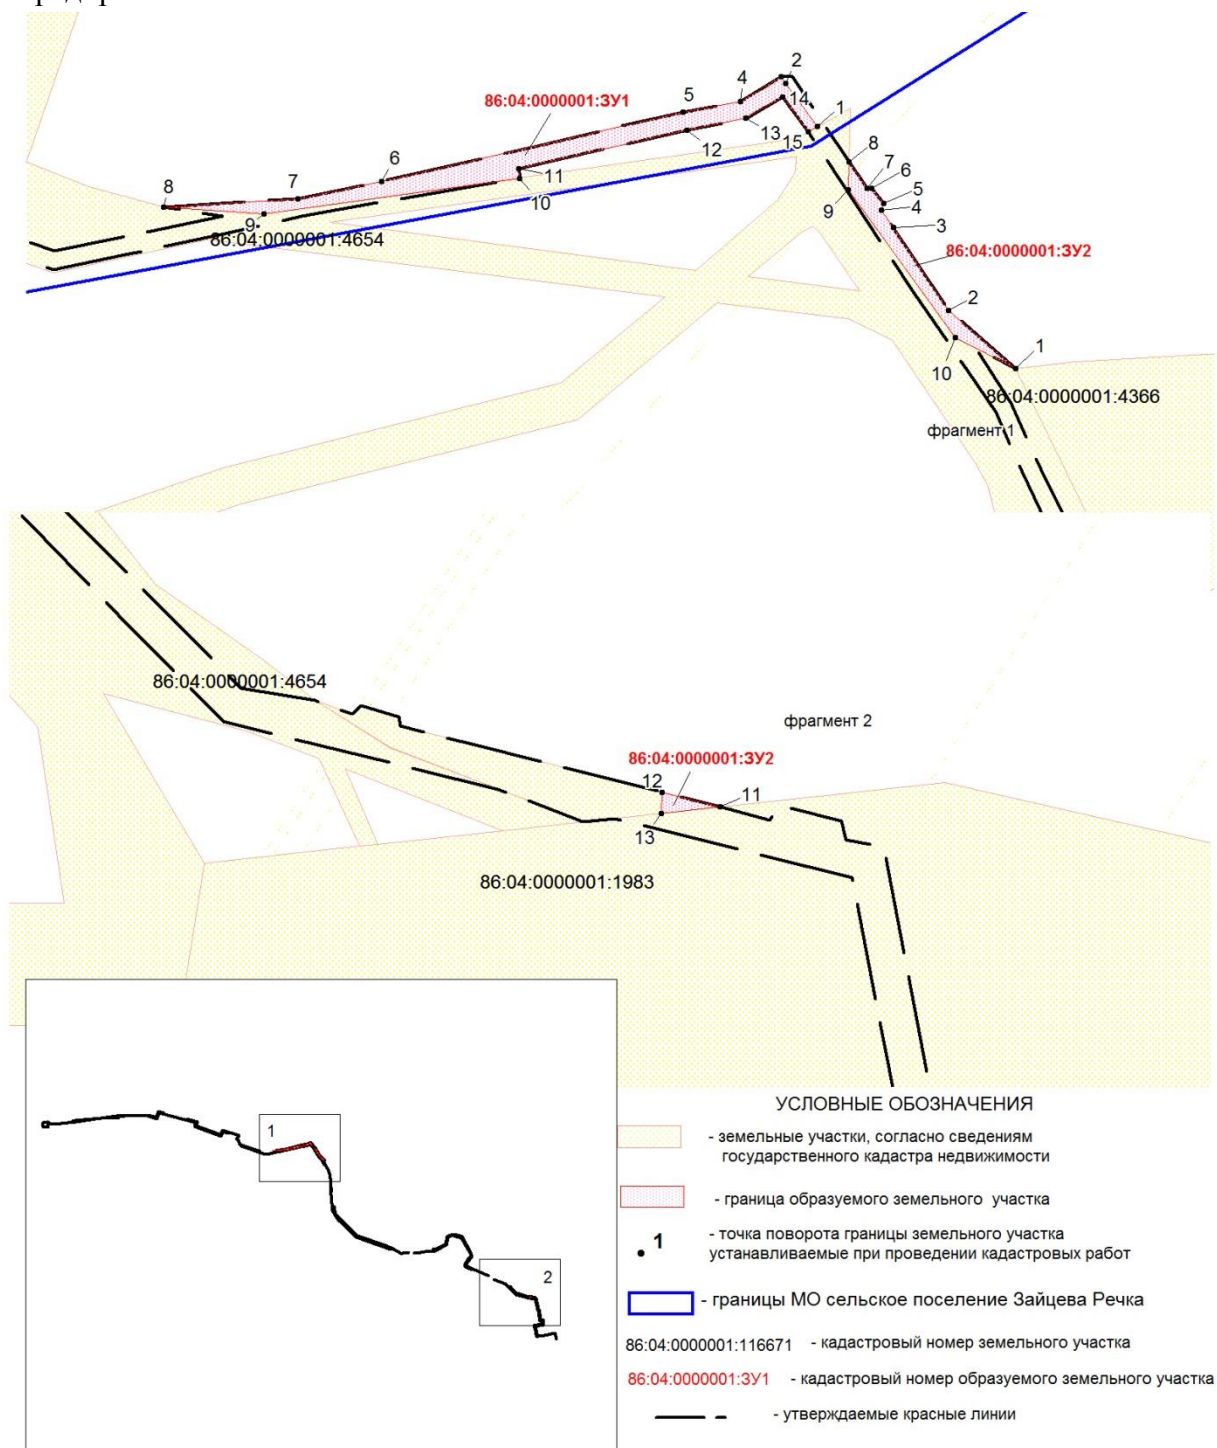 2
4
5
86:04:0000001:ЗУ1
14
1
13
12
15
8
6
11
10
7
6
5
4
3
8
7
9
9
86:04:0000001:4654
86:04:0000001:ЗУ2
2
1
10
86:04:0000001:4366
фрагмент 1
86:04:0000001:4654
фрагмент 2
86:04:0000001:ЗУ2
12
11
13
86:04:0000001:1983
1
2
УСЛОВНЫЕ ОБОЗНАЧЕНИЯ
- земельные участки, согласно сведениям
государственного кадастра недвижимости
- граница образуемого земельного участка
1
- точка поворота границы земельного участка
устанавливаемые при проведении кадастровых работ
- границы МО сельское поселение Зайцева Речка
86:04:0000001:116671 - кадастровый номер земельного участка
86:04:0000001:ЗУ1 - кадастровый номер образуемого земельного участка
- утверждаемые красные линии